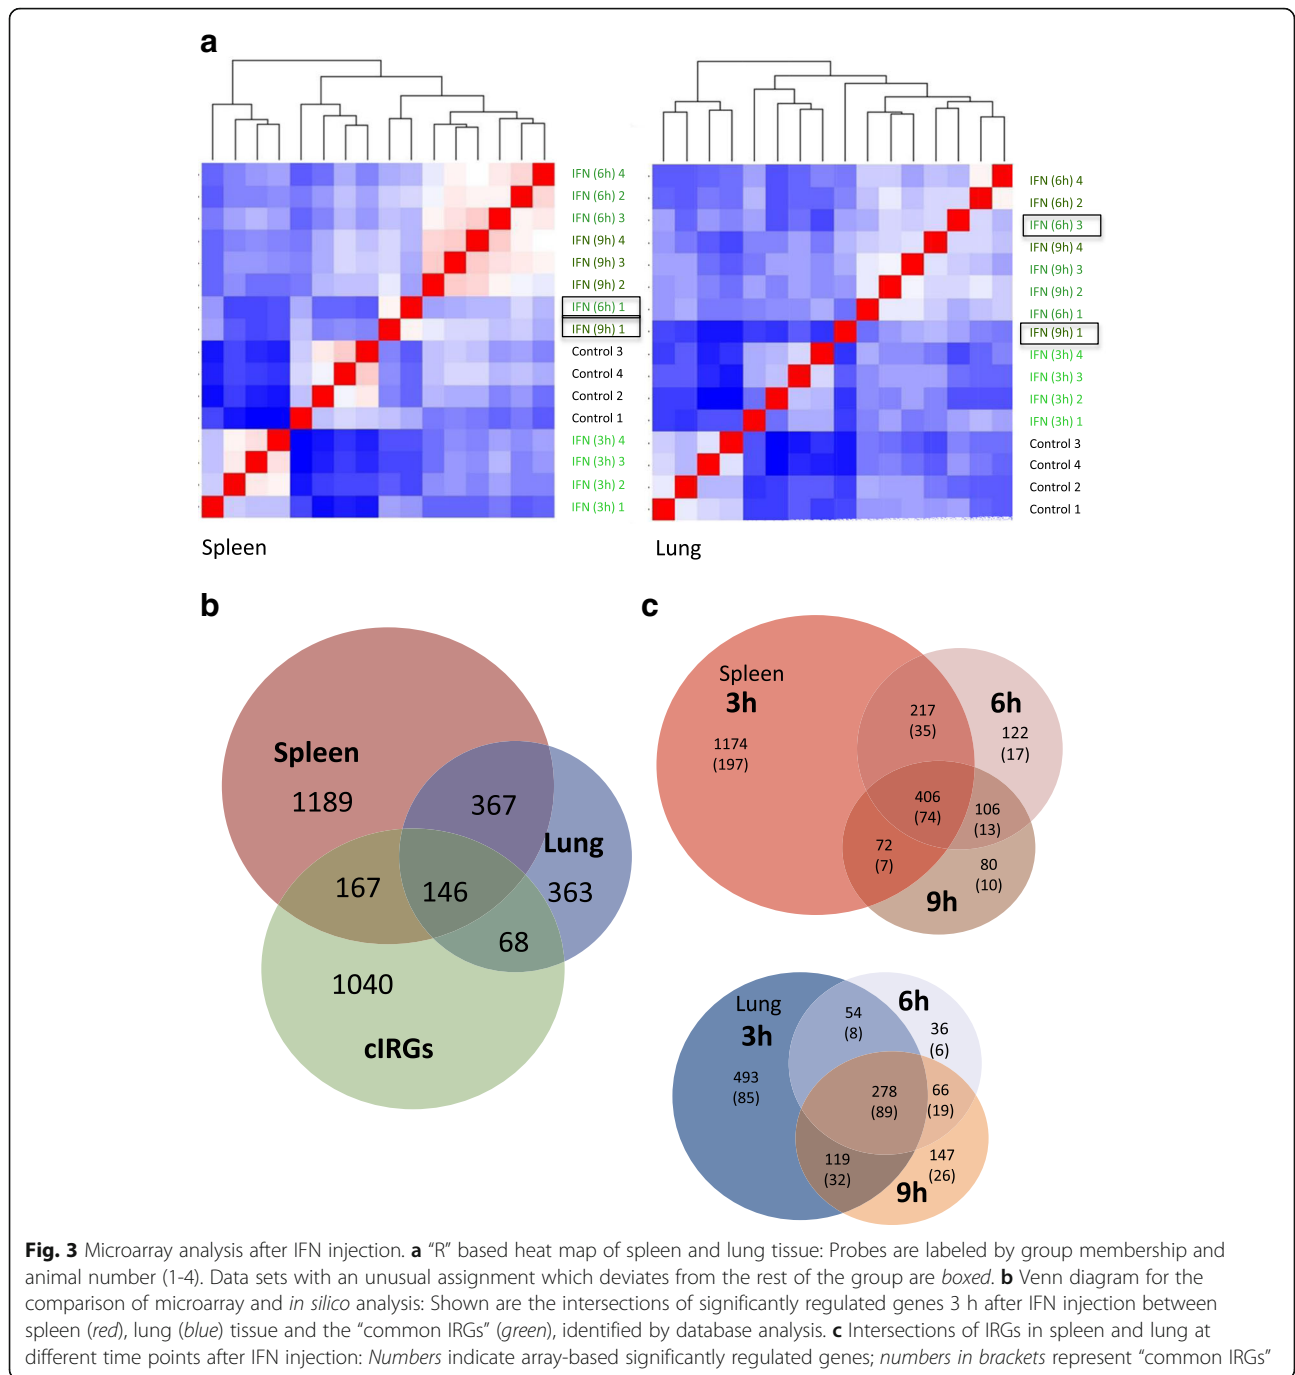 a
IFN (6h) 4
IFN (6h) 2
IFN (6h) 3
IFN (9h) 4
IFN (9h) 3
IFN (9h) 2
IFN (6h) 1
IFN (9h) 1
Control 3
Control 4
Control 2
Control 1
IFN (3h) 4
IFN (3h) 3
IFN (3h) 2
IFN (3h) 1
Spleen
IFN (6h) 4
IFN (6h) 2
IFN (6h) 3
IFN (9h) 4
IFN (9h) 3
IFN (9h) 2
IFN (6h) 1
IFN (9h) 1
IFN (3h) 4
IFN (3h) 3
IFN (3h) 2
IFN (3h) 1
Control 3
Control 4
Control 2
Control 1
Lung
b
Spleen
1189
367
Lung
363
167
146
68
1040
cIRGs
c
Spleen
3h
1174
(197)
217
(35)
6h
122
(17)
406
(74)
106
(13)
72
(7)
80
(10)
9h
Lung
3h
493
(85)
54
(8)
6h
36
(6)
278
(89)
66
(19)
119
(32)
147
(26)
9h
Fig. 3 Microarray analysis after IFN injection. a “R” based heat map of spleen and lung tissue: Probes are labeled by group membership and
animal number (1-4). Data sets with an unusual assignment which deviates from the rest of the group are boxed. b Venn diagram for the
comparison of microarray and in silico analysis: Shown are the intersections of significantly regulated genes 3 h after IFN injection between
spleen (red), lung (blue) tissue and the “common IRGs” (green), identified by database analysis. c Intersections of IRGs in spleen and lung at
different time points after IFN injection: Numbers indicate array-based significantly regulated genes; numbers in brackets represent “common IRGs”